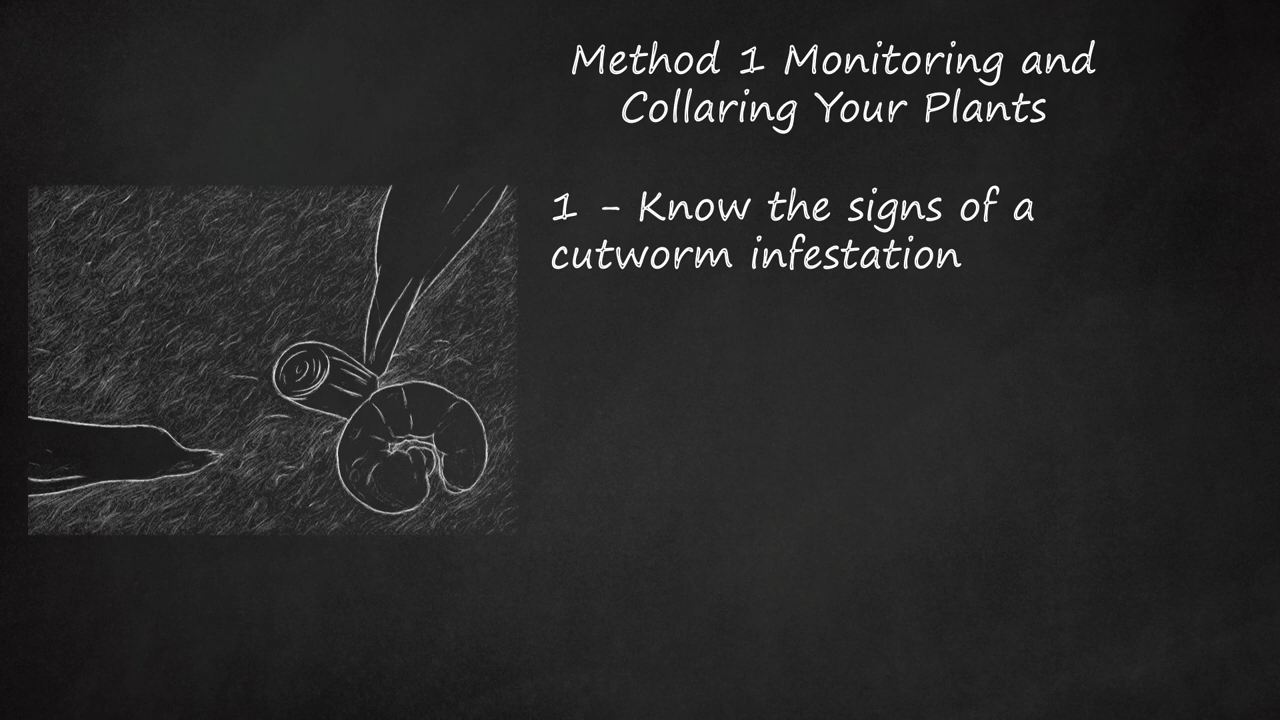 Method 1 Monitoring and
Collaring Your Plants
1 - Know the signs of a
cutworm infestation